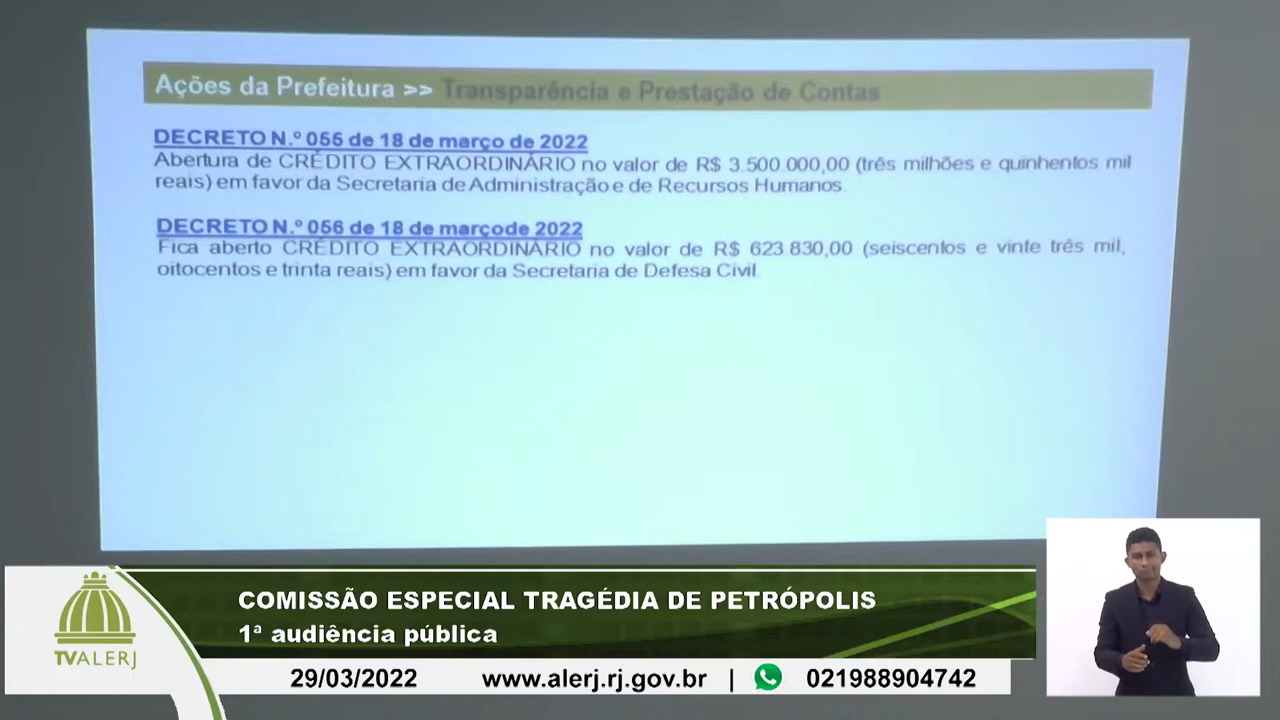 Ações da Prefeitura >> Transparência e Prestação de Contas
DECRETO N.º 055 de 18 de março de 2022
Abertura de CRÉDITO EXTRAORDINÁRIO no valor de R$ 3.500.000,00 (três milhões e quinhentos mil
reais) em favor da Secretaria de Administração e de Recursos Humanos.
DECRETO N.º 056 de 18 de marçode 2022
Fica aberto CRÉDITO EXTRAORDINÁRIO no valor de R$ 623.830,00 (seiscentos e vinte três mil,
oitocentos e trinta reais) em favor da Secretaria de Defesa Civil.
COMISSÃO ESPECIAL TRAGÉDIA DE PETRÓPOLIS
1ª audiência pública
TVALERJ
29/03/2022 www.alerj.rj.gov.br | 021988904742